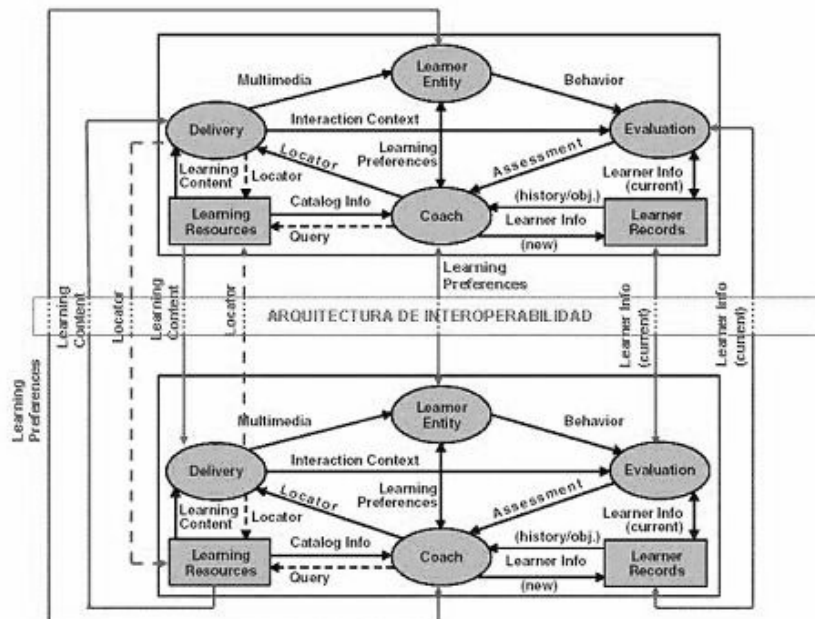 Learner
Entity
Multimedia
Behavior
Delivery
Interaction Context
Evaluation
Learning
Preferences
Locator
Assessment
Learning
Content
Locator
Learner Info
(current)
Catalog Info
(history/obj.)
Learning
Resources
Coach
Learner Info
Learner
Records
Query
(new)
Learning
Preferences
Learning
Content
Locator
Learning
Content
Locator
Learner Info
(current)
Learner Info
(current)
ARQUITECTURA DE INTEROPERABILIDAD
Learning
Preferences
Learner
Entity
Multimedia
Behavior
Delivery
Interaction Context
Evaluation
Learning
Preferences
Locator
Assessment
Learning
Content
Locator
Learner Info
(current)
Catalog Info
(history/obj.)
Learning
Resources
Coach
Learner Info
Learner
Records
Query
(new)